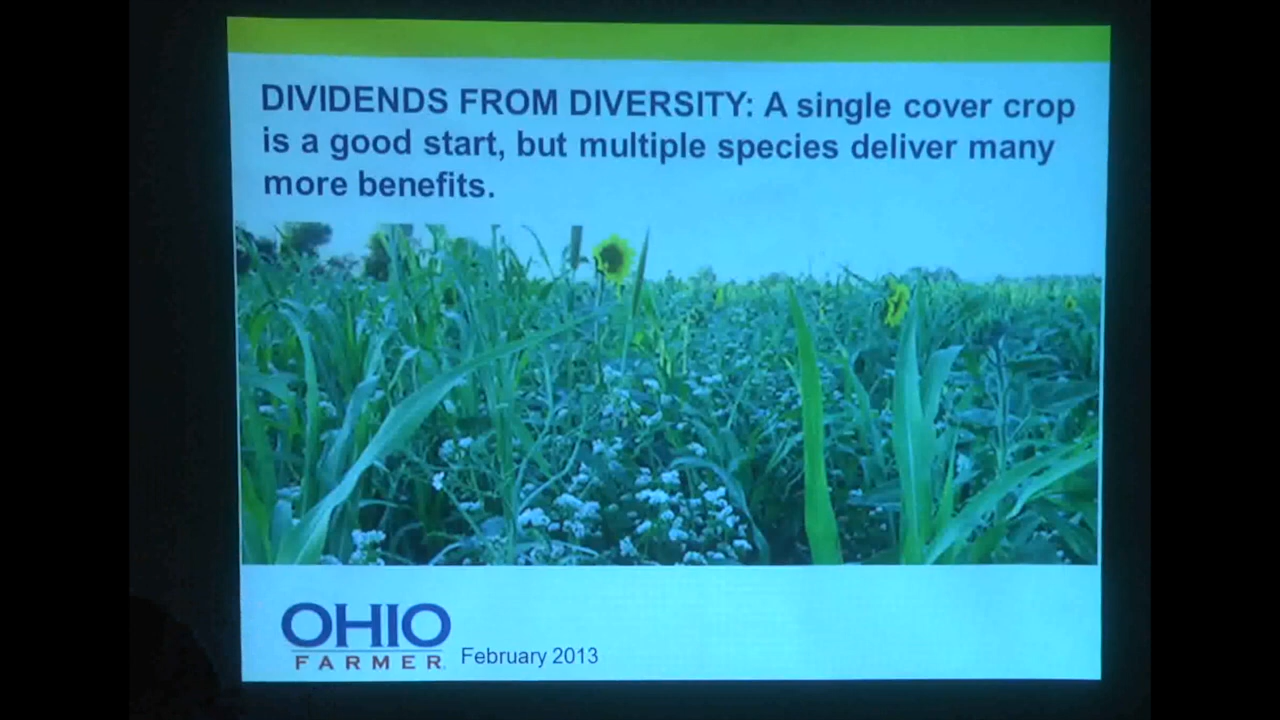 DIVIDENDS FROM DIVERSITY: A single cover crop
is a good start, but multiple species deliver many
more benefits.
OHIO
FARMER
February 2013